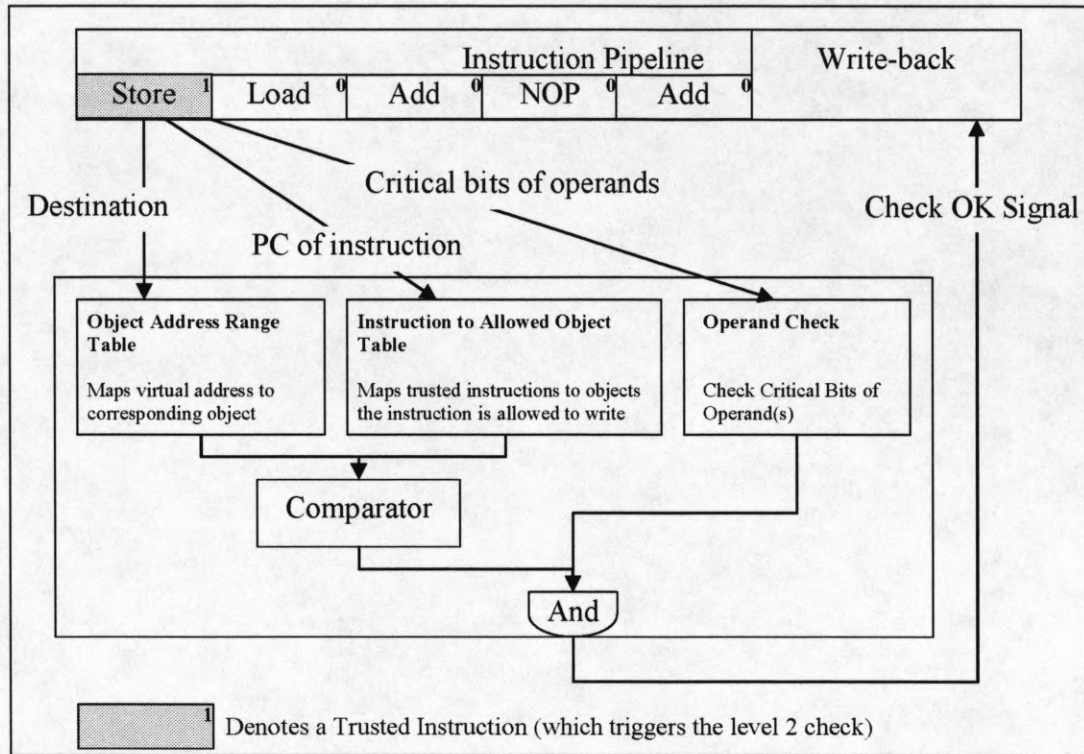 Instruction Pipeline
Write-back
Store 1
Load 0
Add 0
NOP 0
Add 0
Critical bits of operands
Destination
PC of instruction
Check OK Signal
Object Address Range
Table
Maps virtual address to
corresponding object
Instruction to Allowed Object
Table
Maps trusted instructions to objects
the instruction is allowed to write
Operand Check
Check Critical Bits of
Operand(s)
Comparator
And
1
Denotes a Trusted Instruction (which triggers the level 2 check)